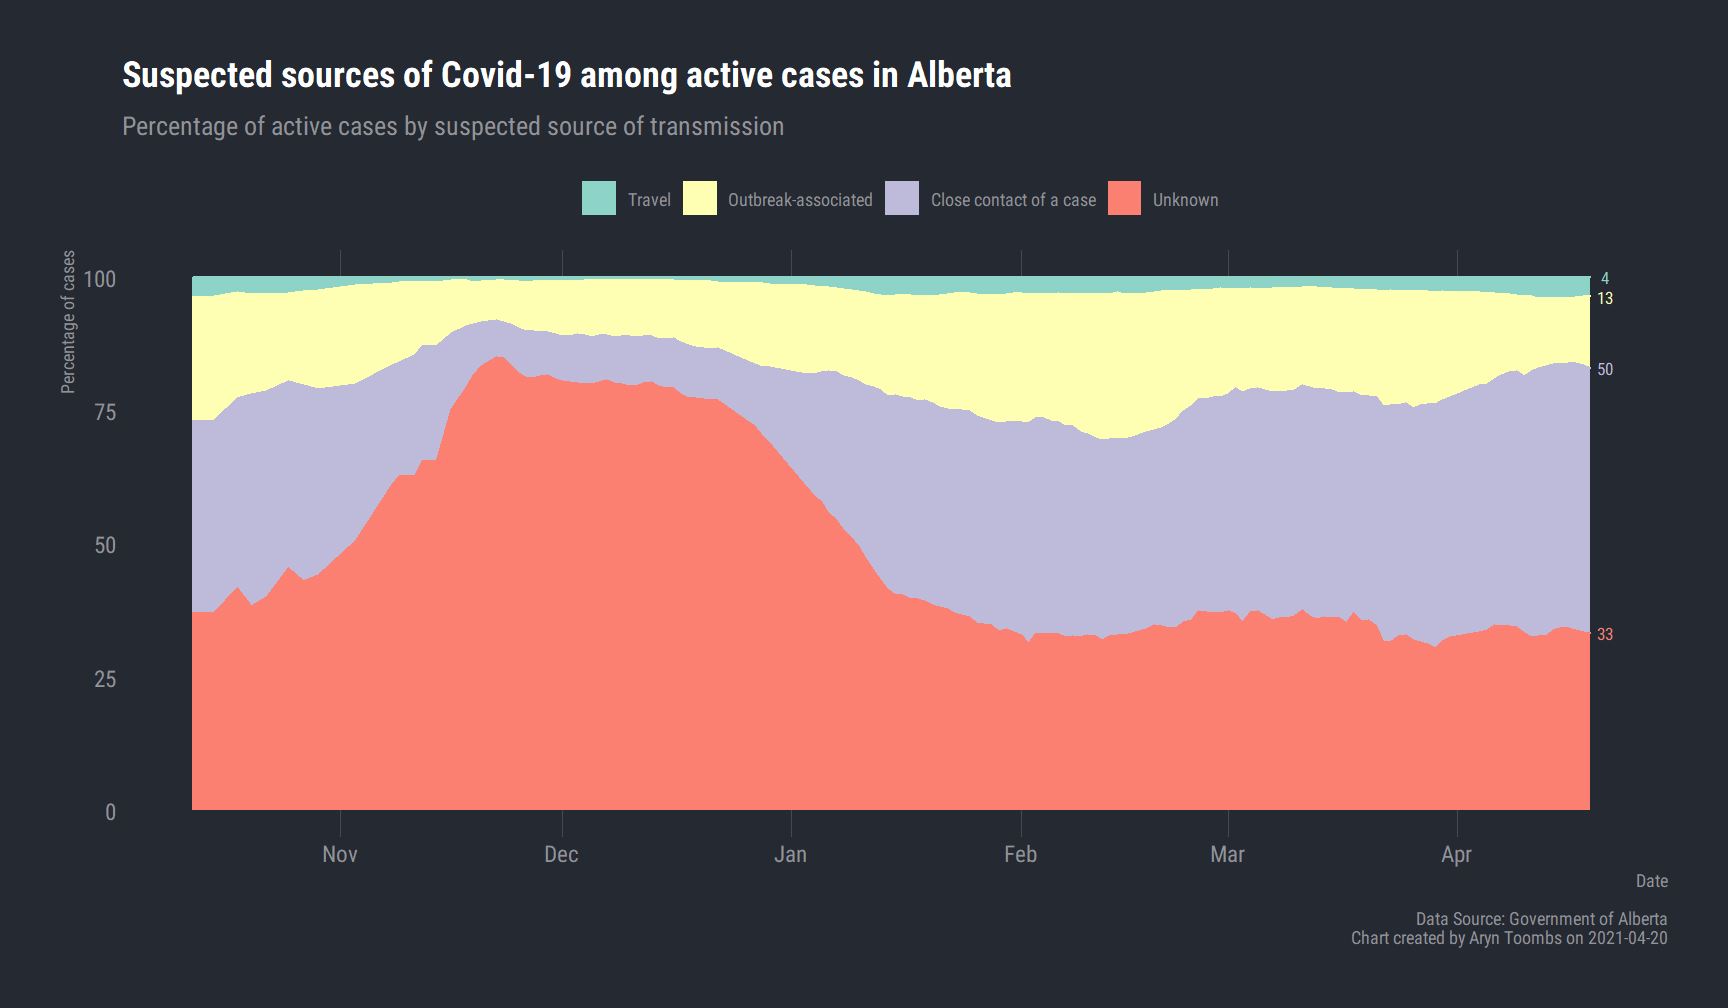 Suspected sources of Covid-19 among active cases in Alberta
Percentage of active cases by suspected source of transmission
Travel
Outbreak-associated
Close contact of a case
Unknown
Percentage of cases
100
75
50
25
0
4
13
50
33
Nov
Dec
Jan
Feb
Mar
Apr
Date
Data Source: Government of Alberta
Chart created by Aryn Toombs on 2021-04-20